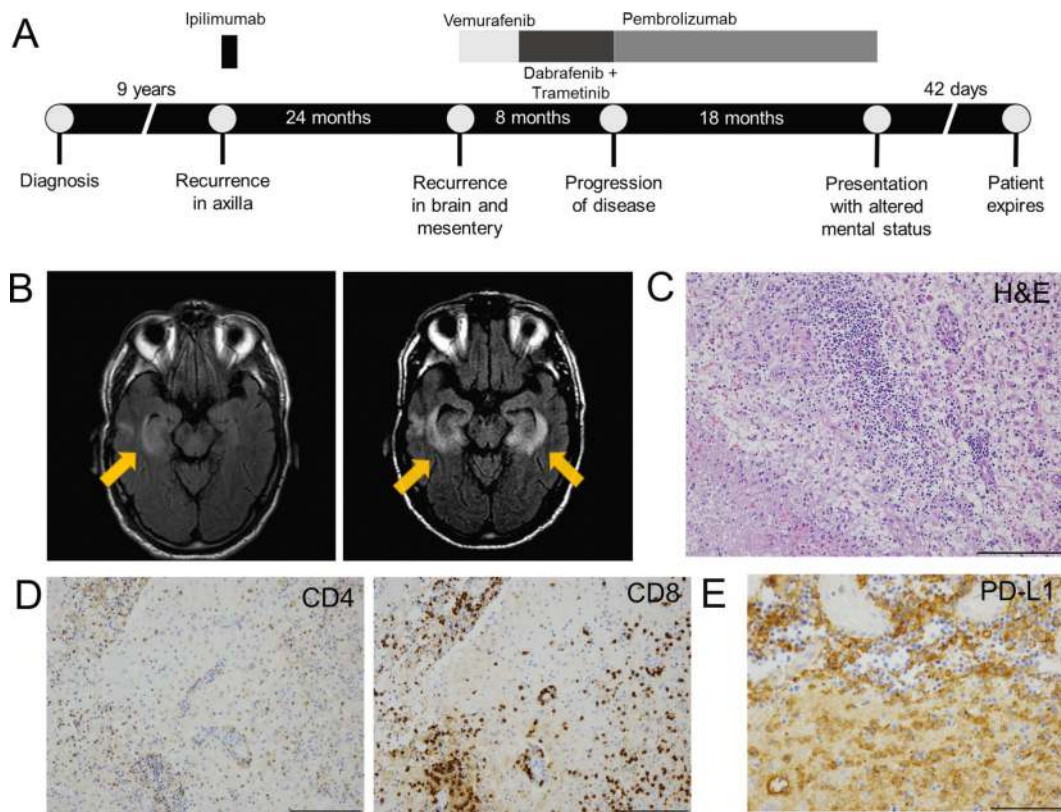 A
Ipilimumab
Vemurafenib
Pembrolizumab
Dabrafenib +
Trametinib
9 years
24 months
8 months
18 months
42 days
Diagnosis
Recurrence
in axilla
Recurrence
in brain and
mesentery
Progression
of disease
Presentation
with altered
mental status
Patient
expires
B
C
H&E
D
CD4
CD8
E
PD-L1